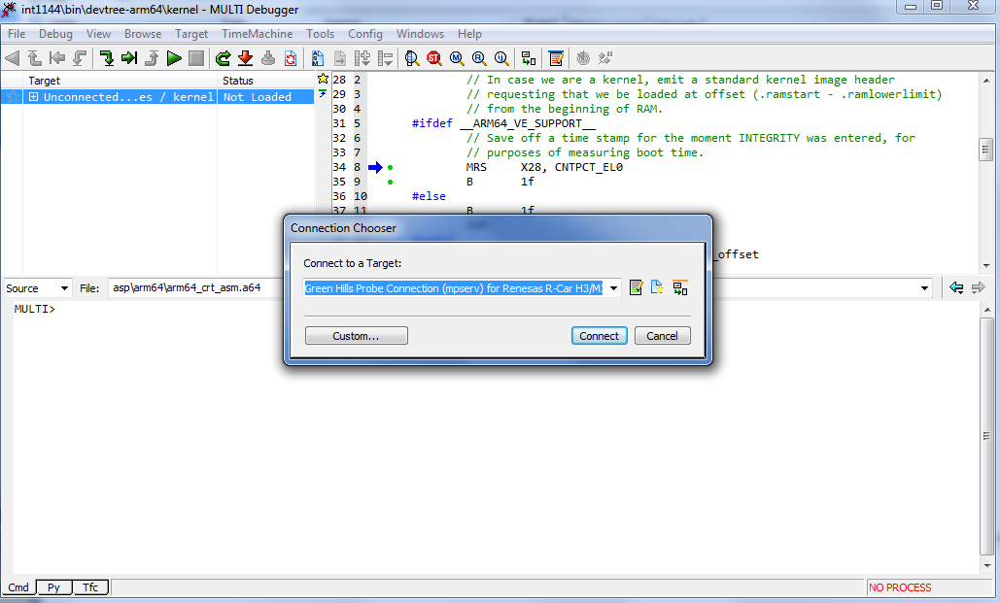 int1144\bin\devtree-arm64\kernel - MULTI Debugger
File Debug View Browse Target TimeMachine Tools Config Windows Help
Target Status
Unconnected...es / kernel Not Loaded
28 2 // In case we are a kernel, emit a standard kernel image header
29 3 // requesting that we be loaded at offset (.ramstart - .ramlowerlimit)
30 4 // from the beginning of RAM.
31 5 #ifdef __ARM64_VE_SUPPORT__
32 6 // Save off a time stamp for the moment INTEGRITY was entered, for
33 7 // purposes of measuring boot time.
34 8 MRS X28, CNTPCT_EL0
35 9 B 1f
36 10 #else
37 11 B 1f
_offset
Connection Chooser
Connect to a Target:
Green Hills Probe Connection (mpserv) for Renesas R-Car H3/M
Custom... Connect Cancel
Source File: asp\arm64\arm64_crt_asm.a64
MULTI>
Cmd Py Tfc NO PROCESS